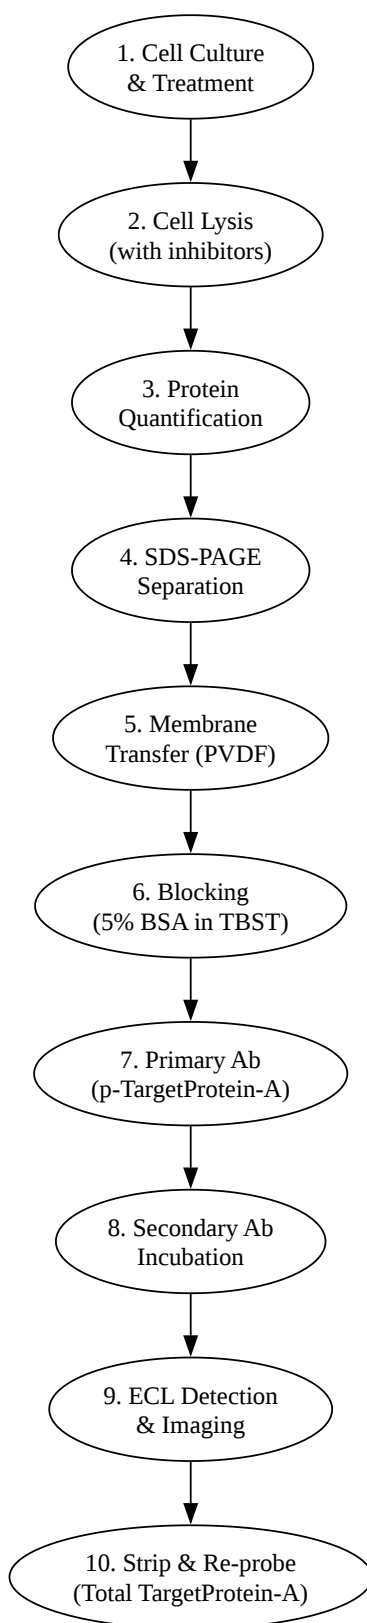 1. Cell Culture
& Treatment
2. Cell Lysis
(with inhibitors)
3. Protein
Quantification
4. SDS-PAGE
Separation
5. Membrane
Transfer (PVDF)
6. Blocking
(5% BSA in TBST)
7. Primary Ab
(p-TargetProtein-A)
8. Secondary Ab
Incubation
9. ECL Detection
& Imaging
10. Strip & Re-probe
(Total TargetProtein-A)